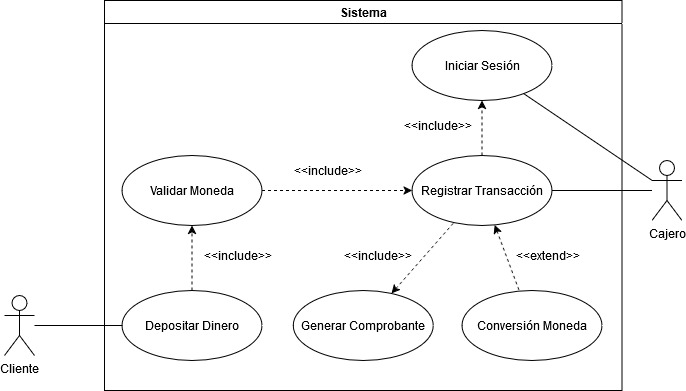 Sistema
Iniciar Sesión
<<include>>
Validar Moneda
<<include>>
Registrar Transacción
Cajero
<<include>>
<<include>>
<<extend>>
Depositar Dinero
Generar Comprobante
Conversión Moneda
Cliente